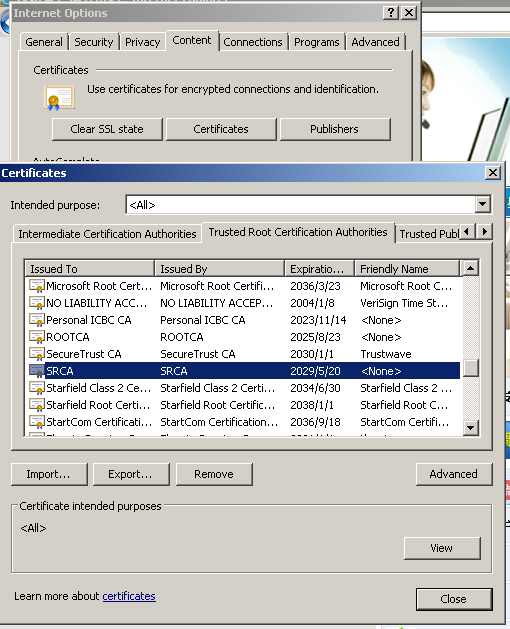 Internet Options
General Security Privacy Content Connections Programs Advanced
Certificates
Use certificates for encrypted connections and identification.
Clear SSL state Certificates Publishers
Certificates
Intended purpose: <All>
Intermediate Certification Authorities Trusted Root Certification Authorities Trusted Publ
Issued To Issued By Expiratio... Friendly Name
Microsoft Root Cert... Microsoft Root Certifi... 2036/3/23 Microsoft Root C...
NO LIABILITY ACC... NO LIABILITY ACCEP... 2004/1/8 VeriSign Time St...
Personal ICBC CA Personal ICBC CA 2023/11/14 <None>
ROOTCA ROOTCA 2025/8/23 <None>
SecureTrust CA SecureTrust CA 2030/1/1 Trustwave
SRCA SRCA 2029/5/20 <None>
Starfield Class 2 Ce... Starfield Class 2 Certi... 2034/6/30 Starfield Class 2 ...
Starfield Root Certi... Starfield Root Certific... 2038/1/1 Starfield Root C...
StartCom Certificati... StartCom Certification... 2036/9/18 StartCom Certifi...
Import... Export... Remove Advanced
Certificate intended purposes
<All>
View
Learn more about certificates
Close